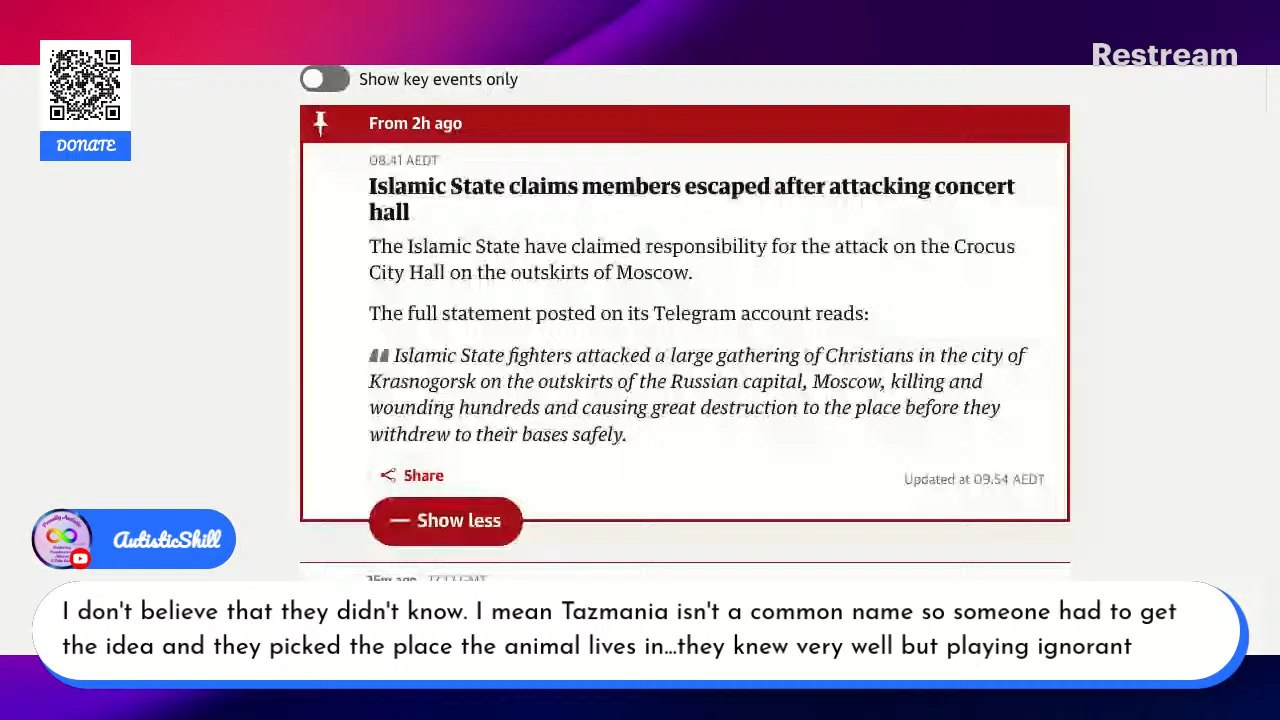 Restream
DONATE
Show key events only
From 2h ago
08.41 AEDT
Islamic State claims members escaped after attacking concert
hall
The Islamic State have claimed responsibility for the attack on the Crocus
City Hall on the outskirts of Moscow.
The full statement posted on its Telegram account reads:
Islamic State fighters attacked a large gathering of Christians in the city of
Krasnogorsk on the outskirts of the Russian capital, Moscow, killing and
wounding hundreds and causing great destruction to the place before they
withdrew to their bases safely.
Share
Updated at 09.54 AEDT
Show less
AutisticShill
I don't believe that they didn't know. I mean Tazmania isn't a common name so someone had to get
the idea and they picked the place the animal lives in...they knew very well but playing ignorant